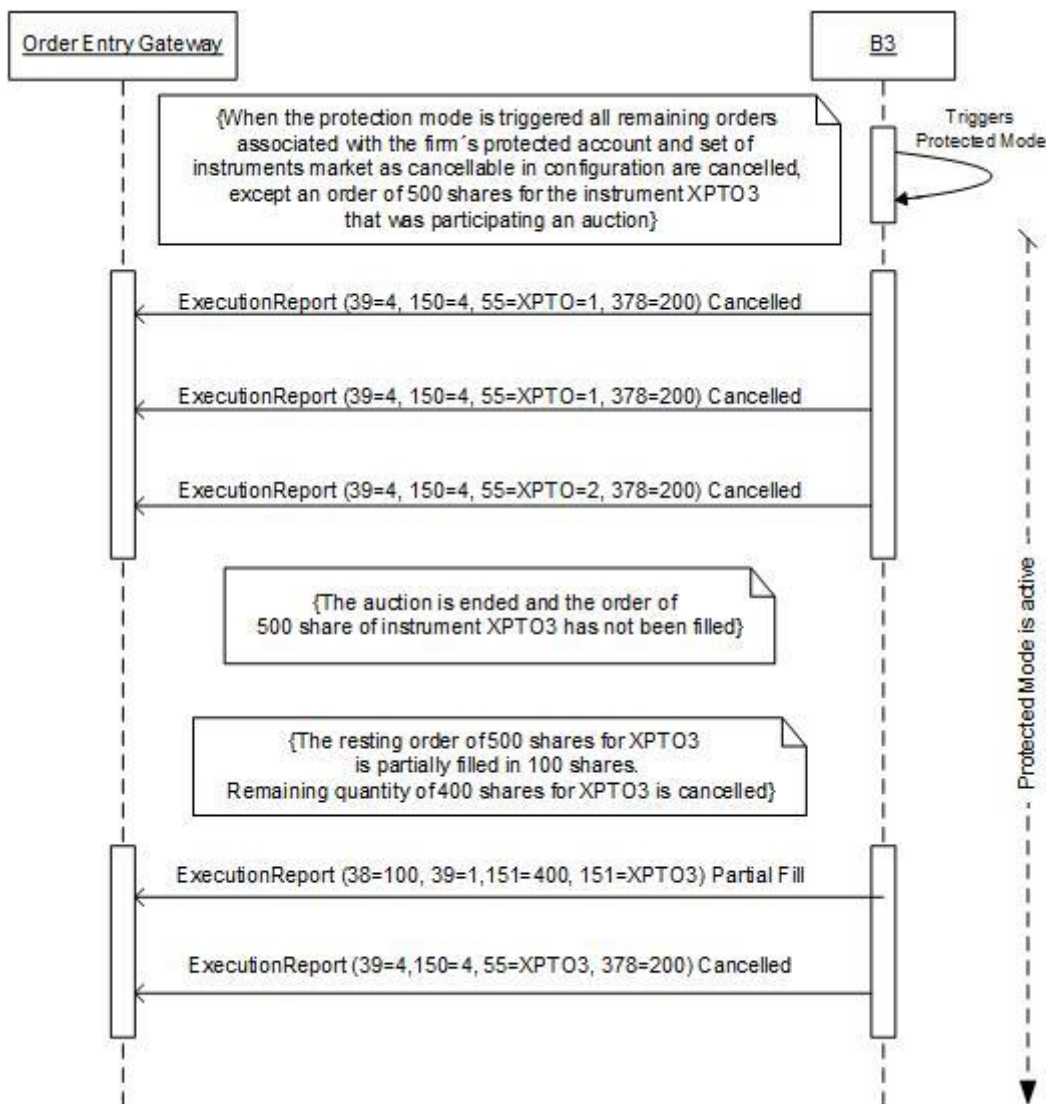 Order Entry Gateway
B3
{When the protection mode is triggered all remaining orders
associated with the firm´s protected account and set of
instruments market as cancellable in configuration are cancelled,
except an order of 500 shares for the instrument XPTO3
that was participating an auction}
Triggers
Protected Mode
ExecutionReport (39=4, 150=4, 55=XPTO=1, 378=200) Cancelled
ExecutionReport (39=4, 150=4, 55=XPTO=1, 378=200) Cancelled
ExecutionReport (39=4, 150=4, 55=XPTO=2, 378=200) Cancelled
{The auction is ended and the order of
500 share of instrument XPTO3 has not been filled}
Protected Mode is active
{The resting order of 500 shares for XPTO3
is partially filled in 100 shares.
Remaining quantity of 400 shares for XPTO3 is cancelled}
ExecutionReport (38=100, 39=1,151=400, 151=XPTO3) Partial Fill
ExecutionReport (39=4,150=4, 55=XPTO3, 378=200) Cancelled